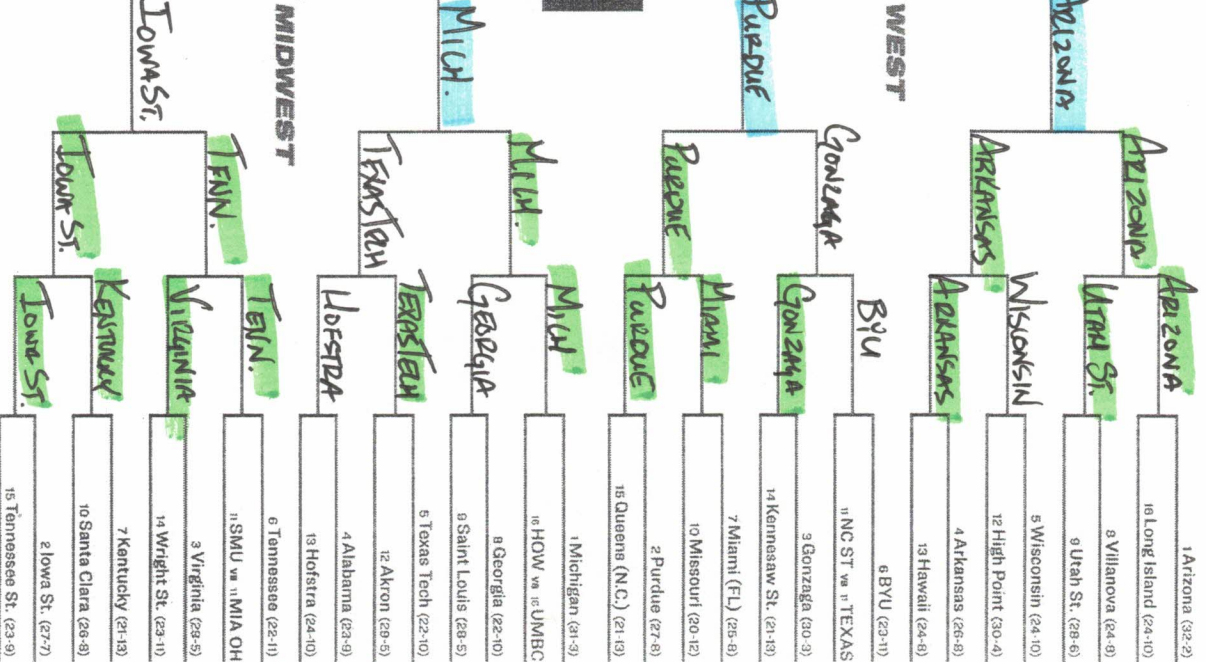 WEST
1 Arizona (32-2)
16 Long Island (24-10)
8 Villanova (24-8)
9 Utah St. (28-6)
5 Wisconsin (24-10)
12 High Point (30-4)
4 Arkansas (26-8)
13 Hawaii (24-8)
6 BYU (23-11)
11 NC ST vs 11 TEXAS
3 Gonzaga (30-3)
14 Kennesaw St. (21-13)
7 Miami (FL) (25-8)
10 Missouri (20-12)
2 Purdue (27-8)
15 Queens (N.C.) (21-13)
ARIZONA
UTAH ST.
WISCONSIN
ARKANSAS
BYU
GONZAGA
MIAMI
PURDUE
ARIZONA
ARKANSAS
GONZAGA
PURDUE
ARIZONA
PURDUE
MIDWEST
1 Michigan (31-3)
16 HOW vs 16 UMBC
8 Georgia (22-10)
9 Saint Louis (28-5)
5 Texas Tech (22-10)
12 Akron (29-5)
4 Alabama (23-9)
13 Hofstra (24-10)
6 Tennessee (22-11)
11 SMU vs 11 MIA OH
3 Virginia (29-5)
14 Wright St. (23-11)
7 Kentucky (21-13)
10 Santa Clara (26-8)
2 Iowa St. (27-7)
15 Tennessee St. (23-9)
MICH
GEORGIA
TEXAS TECH
HOFSTRA
TENN.
VIRGINIA
KENTUCKY
IOWA ST.
MICH.
TEXAS TECH
TENN.
IOWA ST.
MICH.
IOWA ST.